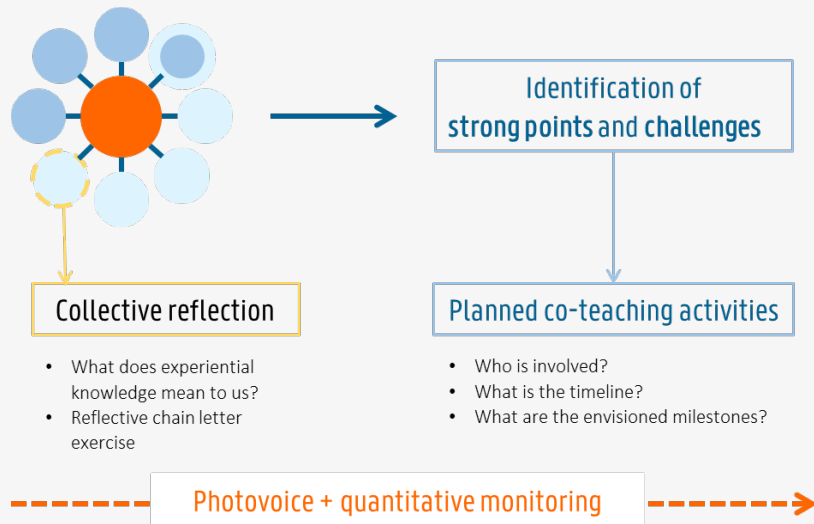 Identification of
strong points and challenges
Collective reflection
• What does experiential
knowledge mean to us?
• Reflective chain letter
exercise
Planned co-teaching activities
• Who is involved?
• What is the timeline?
• What are the envisioned milestones?
Photovoice + quantitative monitoring